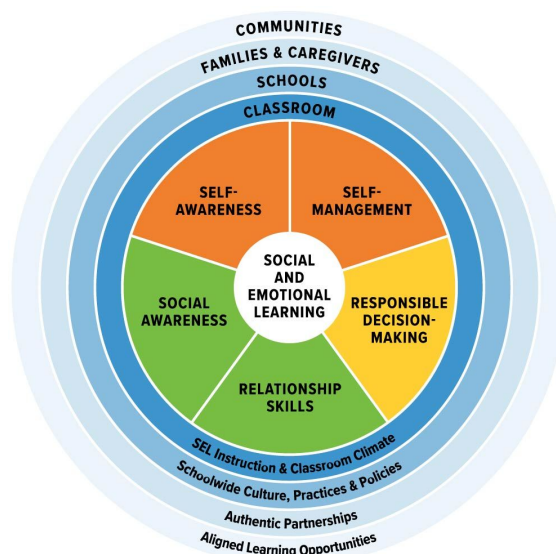 COMMUNITIES
FAMILIES & CAREGIVERS
SCHOOLS
CLASSROOM
SELF-
AWARENESS
SELF-
MANAGEMENT
SOCIAL
AND
EMOTIONAL
LEARNING
SOCIAL
AWARENESS
RESPONSIBLE
DECISION-
MAKING
RELATIONSHIP
SKILLS
SEL Instruction & Classroom Climate
Schoolwide Culture, Practices & Policies
Authentic Partnerships
Aligned Learning Opportunities